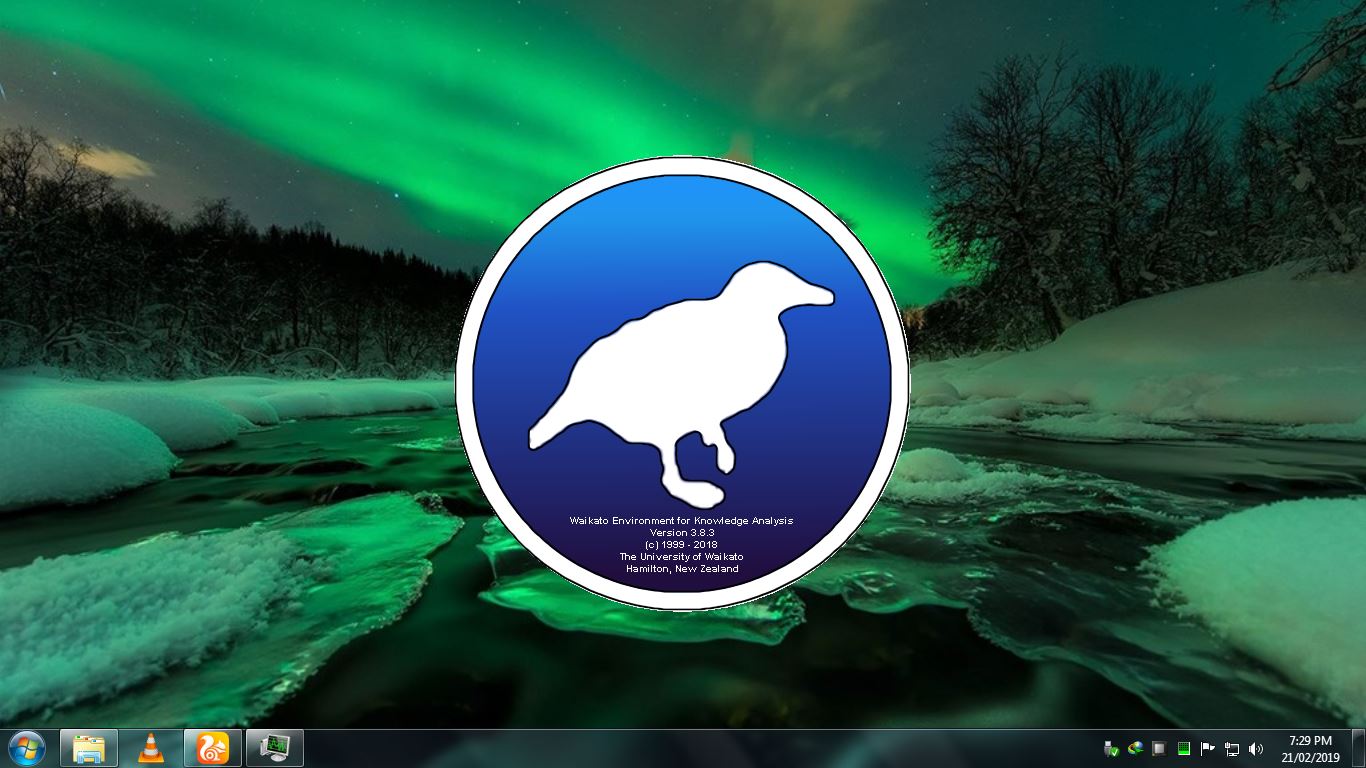 Waikato Environment for Knowledge Analysis
Version 3.8.3
(c) 1999 - 2018
The University of Waikato
Hamilton, New Zealand
7:29 PM
21/02/2019